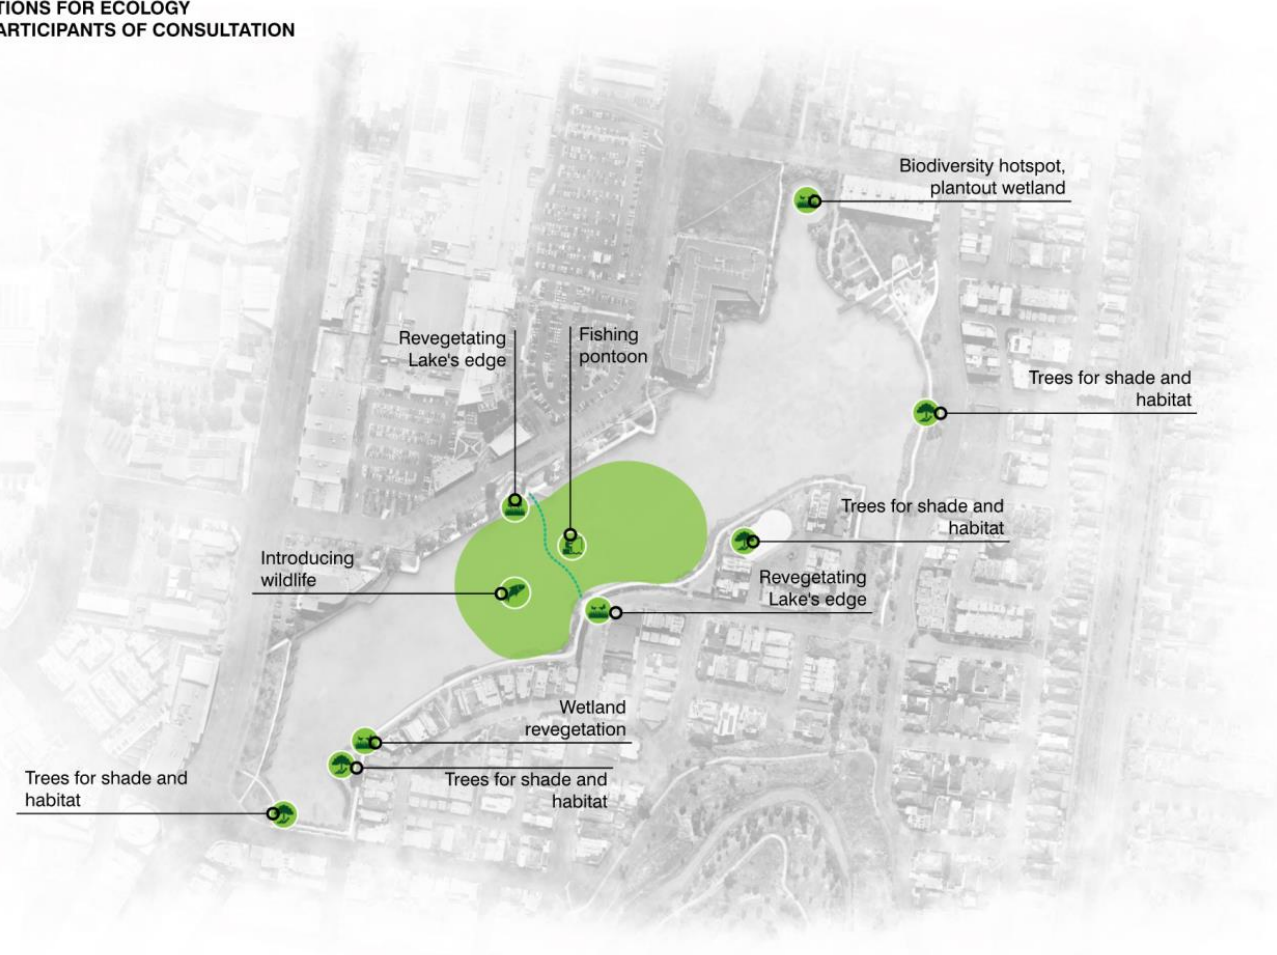 TIONS FOR ECOLOGY
ARTICIPANTS OF CONSULTATION
Biodiversity hotspot,
plantout wetland
Revegetating
Lake's edge
Fishing
pontoon
Trees for shade and
habitat
Trees for shade and
habitat
Introducing
wildlife
Revegetating
Lake's edge
Wetland
revegetation
Trees for shade and
habitat
Trees for shade and
habitat